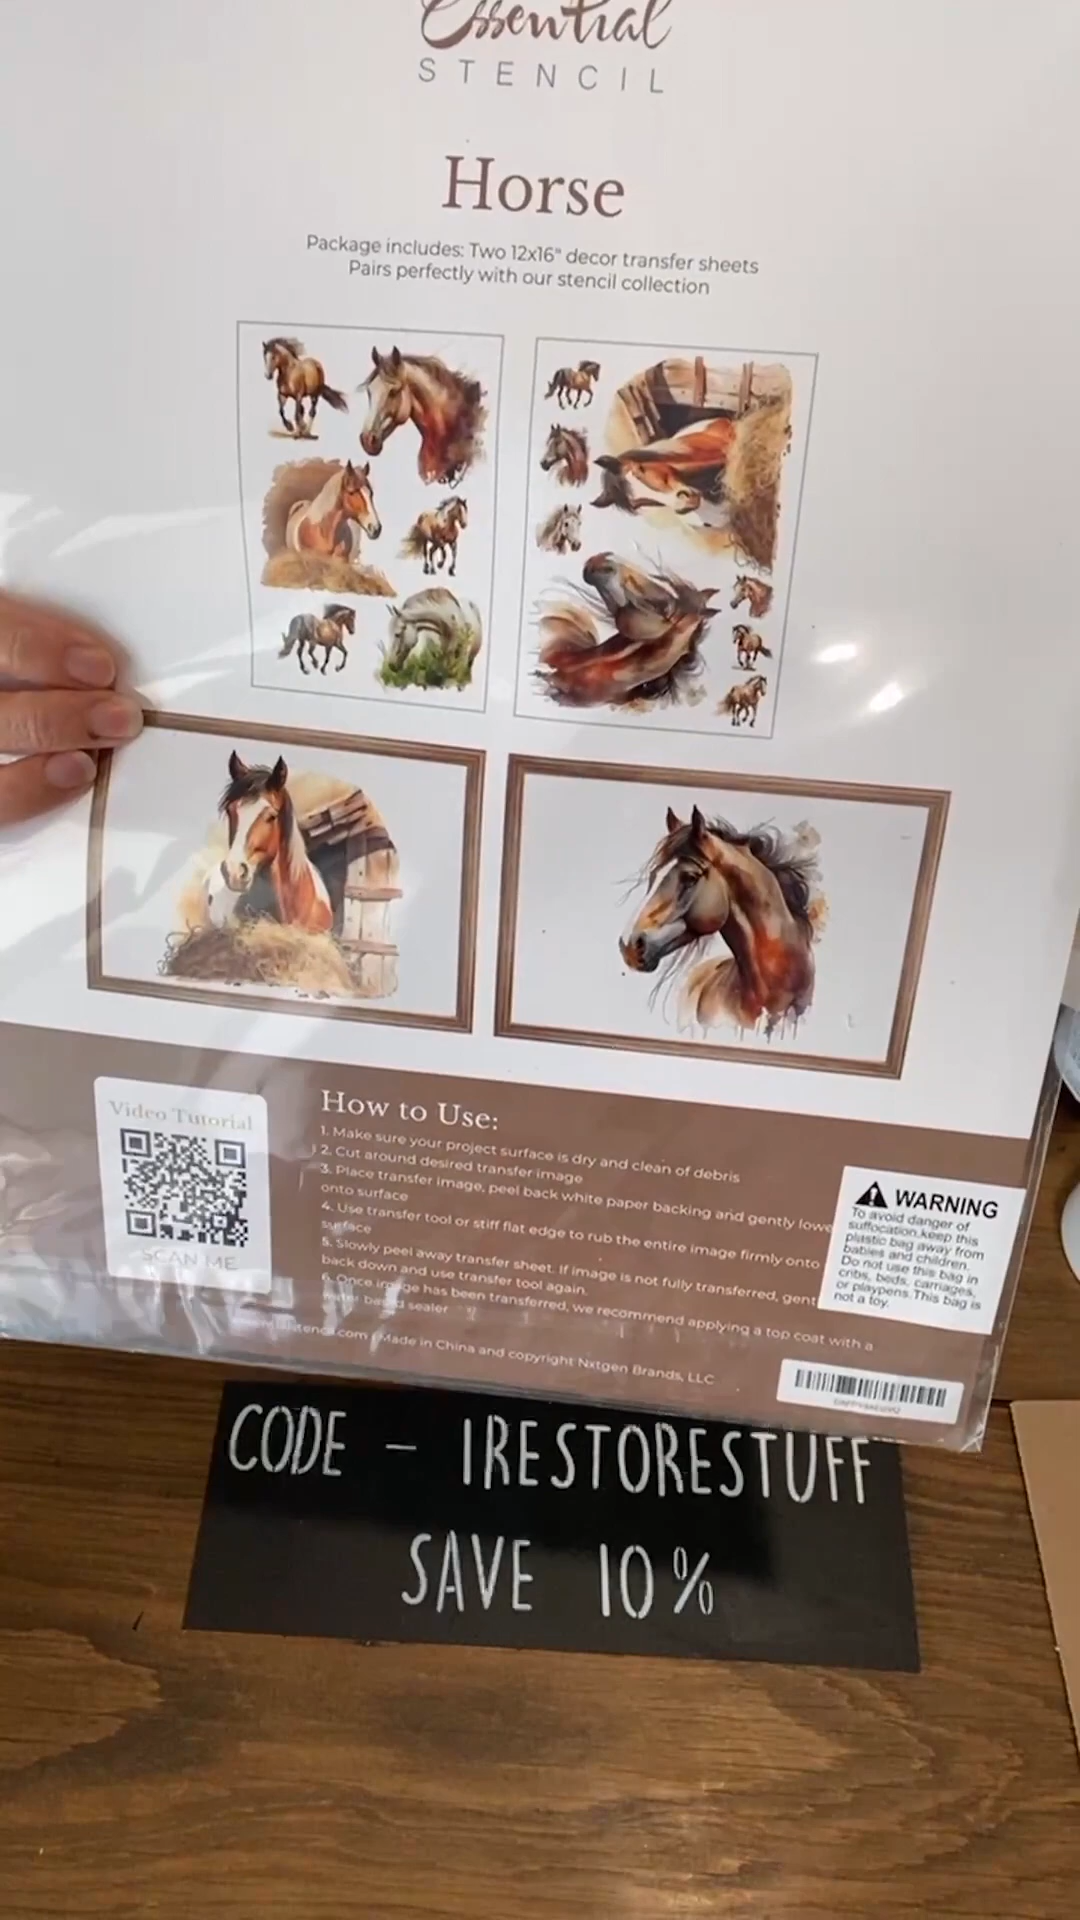 Essential
STENCIL
Horse
Package includes: Two 12x16" decor transfer sheets
Pairs perfectly with our stencil collection
Video Tutorial
SCAN ME
How to Use:
1. Make sure your project surface is dry and clean of debris
2. Cut around desired transfer image
3. Place transfer image, peel back white paper backing and gently lowe
onto surface
4. Use transfer tool or stiff flat edge to rub the entire image firmly onto
surface
5. Slowly peel away transfer sheet. If image is not fully transferred, gent
back down and use transfer tool again.
6. Once image has been transferred, we recommend applying a top coat with a
water based sealer
Made in China and copyright Nxtgen Brands, LLC
WARNING
To avoid danger of
suffocation,keep this
plastic bag away from
babies and children.
Do not use this bag in
cribs, beds, carriages,
or playpens.This bag is
not a toy.
CODE - IRESTORESTUFF
SAVE 10%